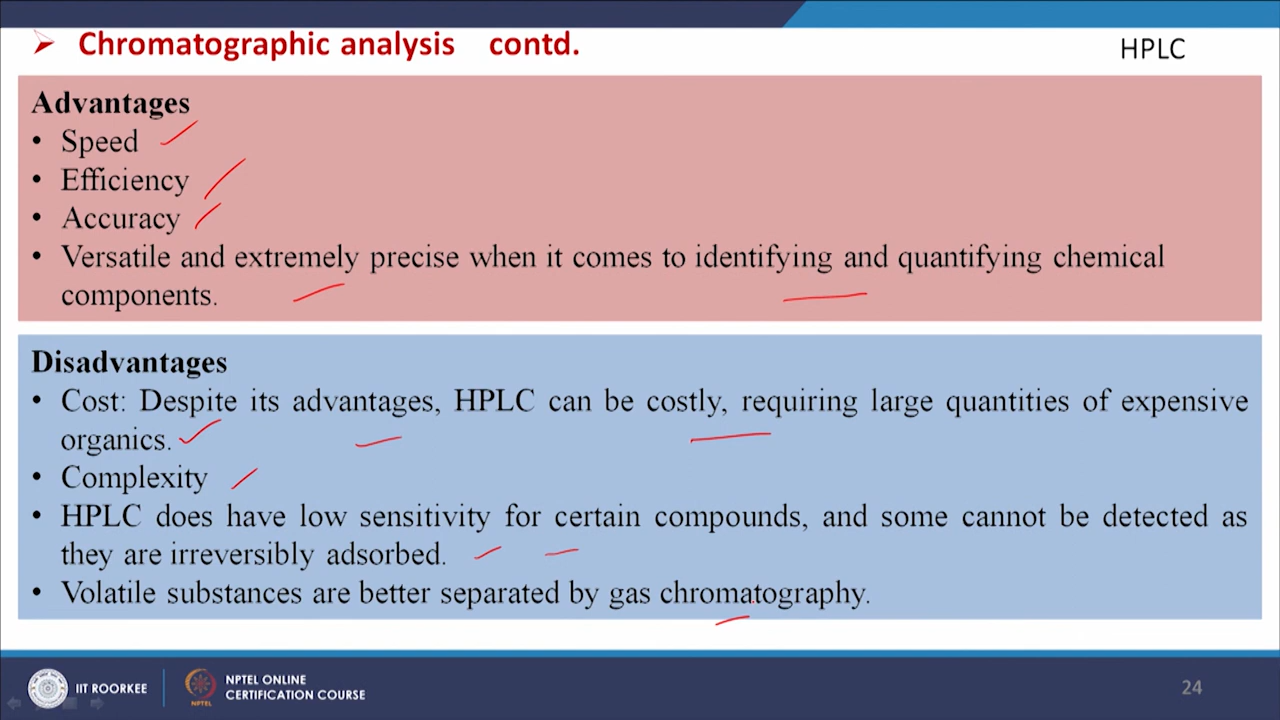 Chromatographic analysis contd.
HPLC
Advantages
• Speed
• Efficiency
• Accuracy
• Versatile and extremely precise when it comes to identifying and quantifying chemical
components.
Disadvantages
• Cost: Despite its advantages, HPLC can be costly, requiring large quantities of expensive
organics.
• Complexity
• HPLC does have low sensitivity for certain compounds, and some cannot be detected as
they are irreversibly adsorbed.
• Volatile substances are better separated by gas chromatography.
IIT ROORKEE
NPTEL
NPTEL ONLINE
CERTIFICATION COURSE
24